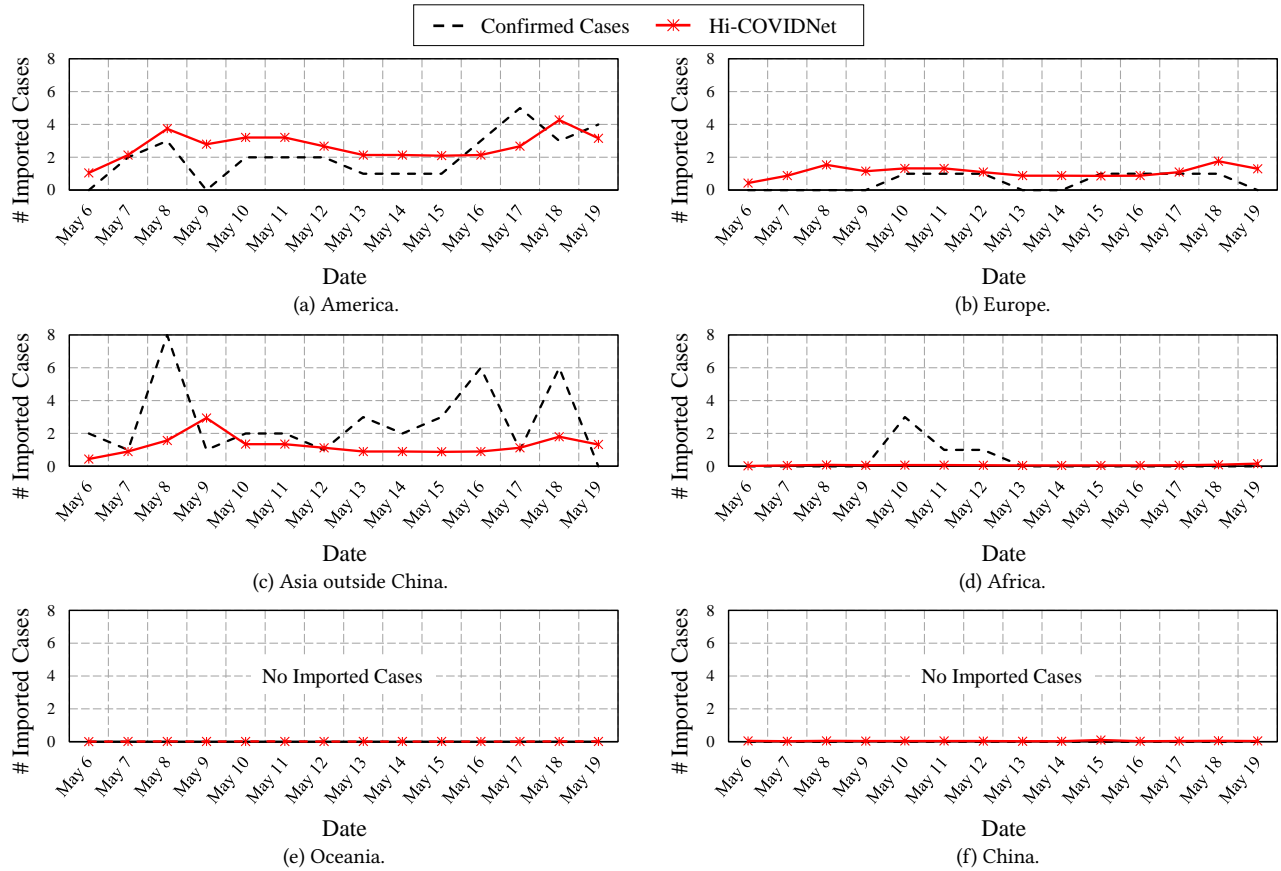 Confirmed Cases Hi-COVIDNet
# Imported Cases
8
6
4
2
0
May 6 May 7 May 8 May 9 May 10 May 11 May 12 May 13 May 14 May 15 May 16 May 17 May 18 May 19
Date
(a) America.
# Imported Cases
8
6
4
2
0
May 6 May 7 May 8 May 9 May 10 May 11 May 12 May 13 May 14 May 15 May 16 May 17 May 18 May 19
Date
(b) Europe.
# Imported Cases
8
6
4
2
0
May 6 May 7 May 8 May 9 May 10 May 11 May 12 May 13 May 14 May 15 May 16 May 17 May 18 May 19
Date
(c) Asia outside China.
# Imported Cases
8
6
4
2
0
May 6 May 7 May 8 May 9 May 10 May 11 May 12 May 13 May 14 May 15 May 16 May 17 May 18 May 19
Date
(d) Africa.
# Imported Cases
8
6
4
2
0
No Imported Cases
May 6 May 7 May 8 May 9 May 10 May 11 May 12 May 13 May 14 May 15 May 16 May 17 May 18 May 19
Date
(e) Oceania.
# Imported Cases
8
6
4
2
0
No Imported Cases
May 6 May 7 May 8 May 9 May 10 May 11 May 12 May 13 May 14 May 15 May 16 May 17 May 18 May 19
Date
(f) China.